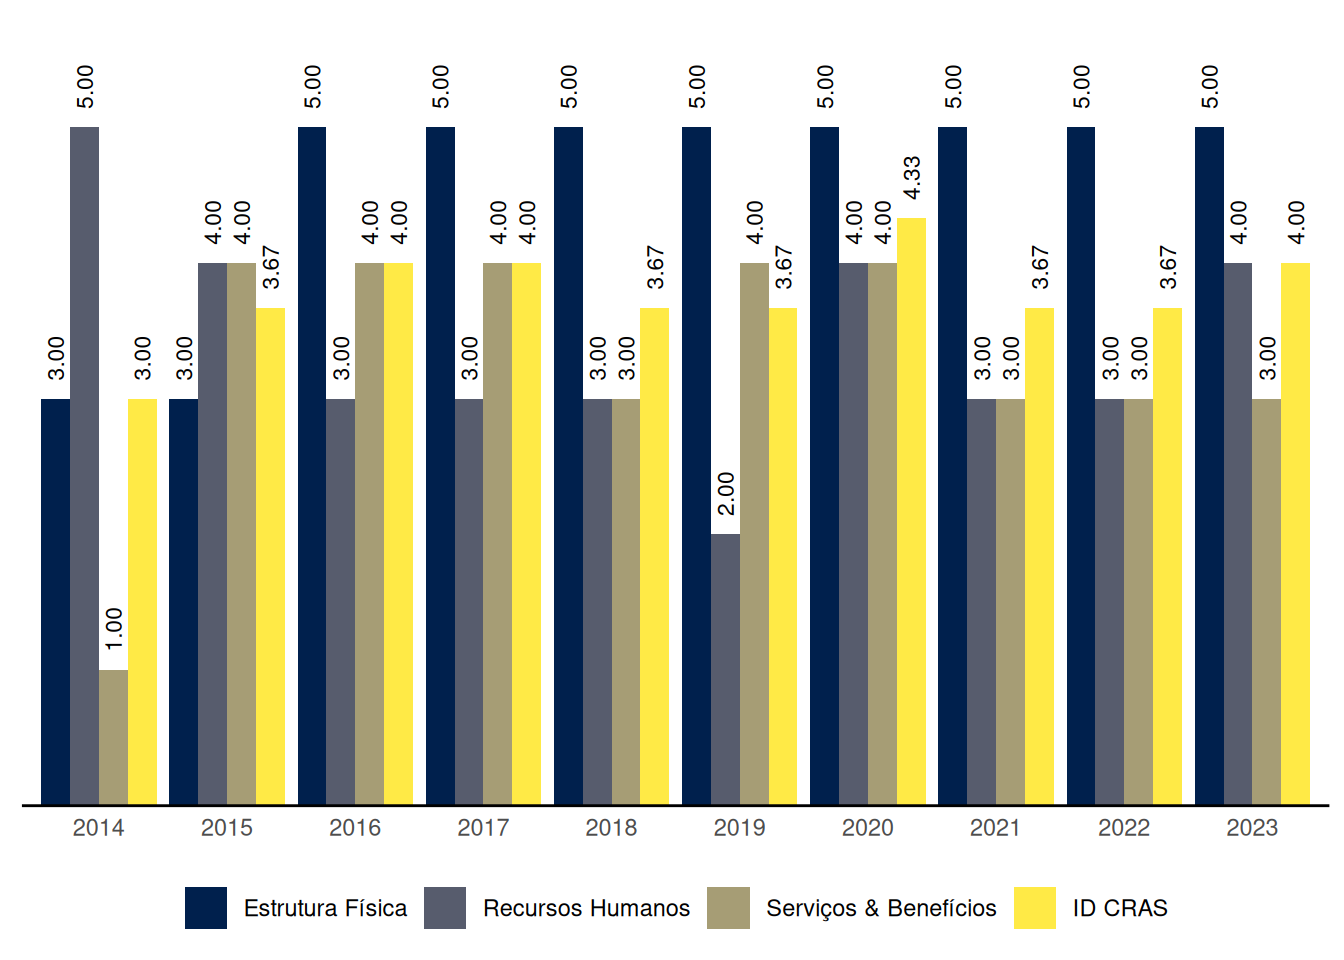 3.00 5.00 1.00 3.00
3.00 4.00 4.00 3.67
5.00 3.00 4.00 4.00
5.00 3.00 4.00 4.00
5.00 3.00 3.00 3.67
5.00 2.00 4.00 3.67
5.00 4.00 4.00 4.33
5.00 3.00 3.00 3.67
5.00 3.00 3.00 3.67
5.00 4.00 3.00 4.00
2014 2015 2016 2017 2018 2019 2020 2021 2022 2023
Estrutura Física Recursos Humanos Serviços & Benefícios ID CRAS